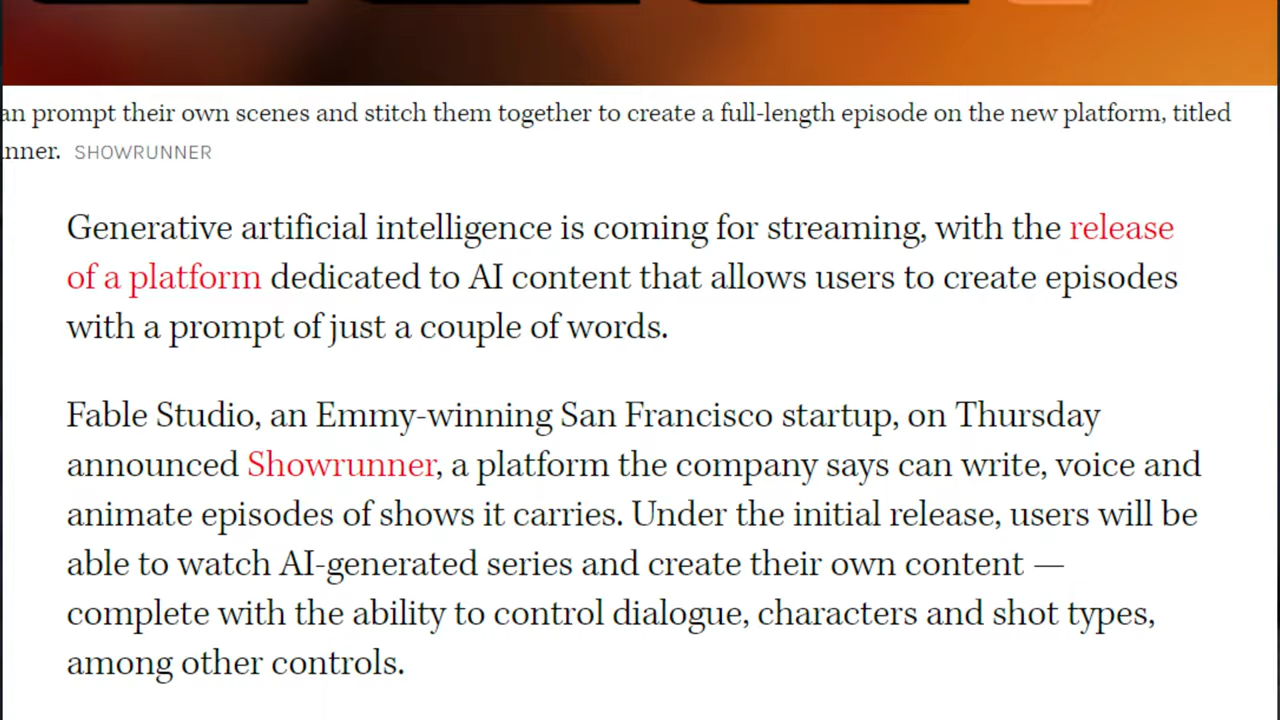 an prompt their own scenes and stitch them together to create a full-length episode on the new platform, titled
nner. SHOWRUNNER
Generative artificial intelligence is coming for streaming, with the release
of a platform dedicated to AI content that allows users to create episodes
with a prompt of just a couple of words.
Fable Studio, an Emmy-winning San Francisco startup, on Thursday
announced Showrunner, a platform the company says can write, voice and
animate episodes of shows it carries. Under the initial release, users will be
able to watch AI-generated series and create their own content —
complete with the ability to control dialogue, characters and shot types,
among other controls.